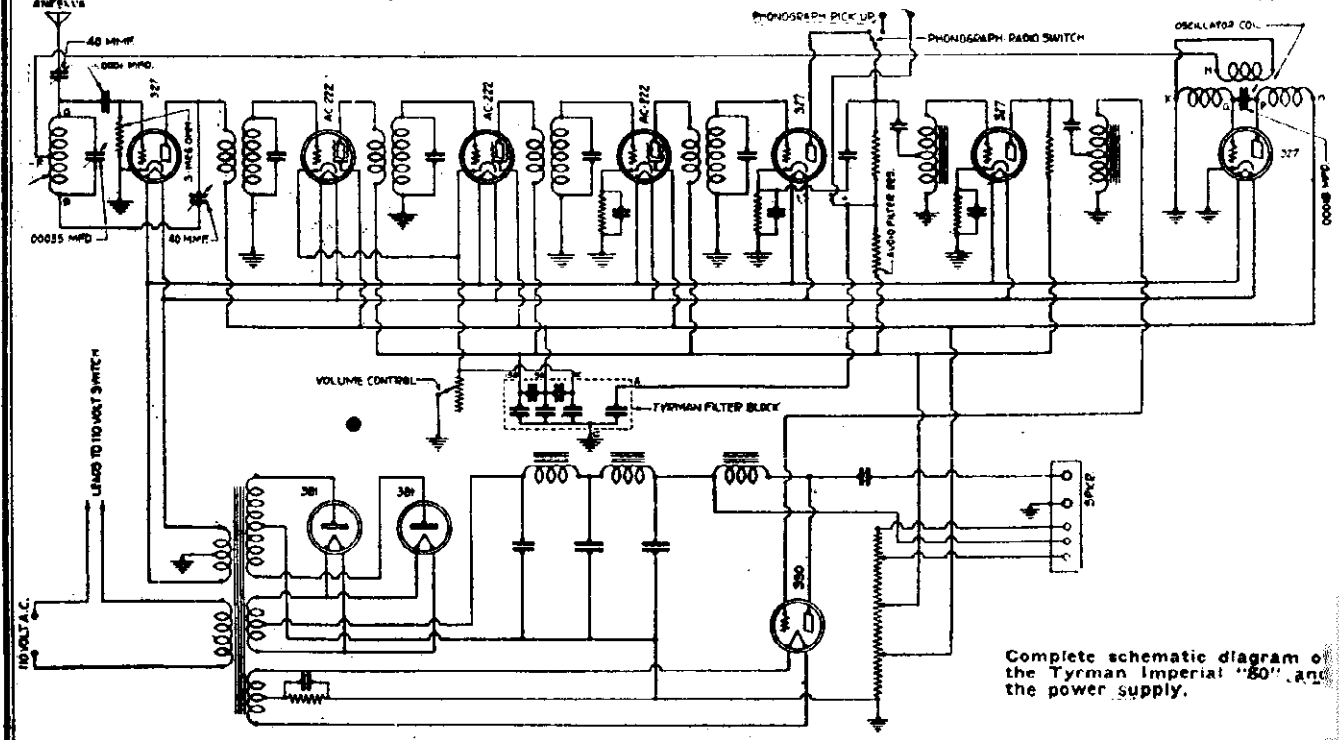 40 MMF.
.0001 MFD.
327
3. MEG OHM
.00035 MFD
40 MMF.
AC-222
AC-222
AC-222
327
PHONOGRAPH PICK UP
PHONOGRAPH RADIO SWITCH
AUDIO FILTER RES.
327
OSCILLATOR COIL
327
VOLUME CONTROL
A
TYRMAN FILTER BLOCK
LEADS TO 110 VOLT SWITCH
110 VOLT A.C.
381
381
350
SPKR.
Complete schematic diagram of
the Tyrman Imperial "80" and
the power supply.